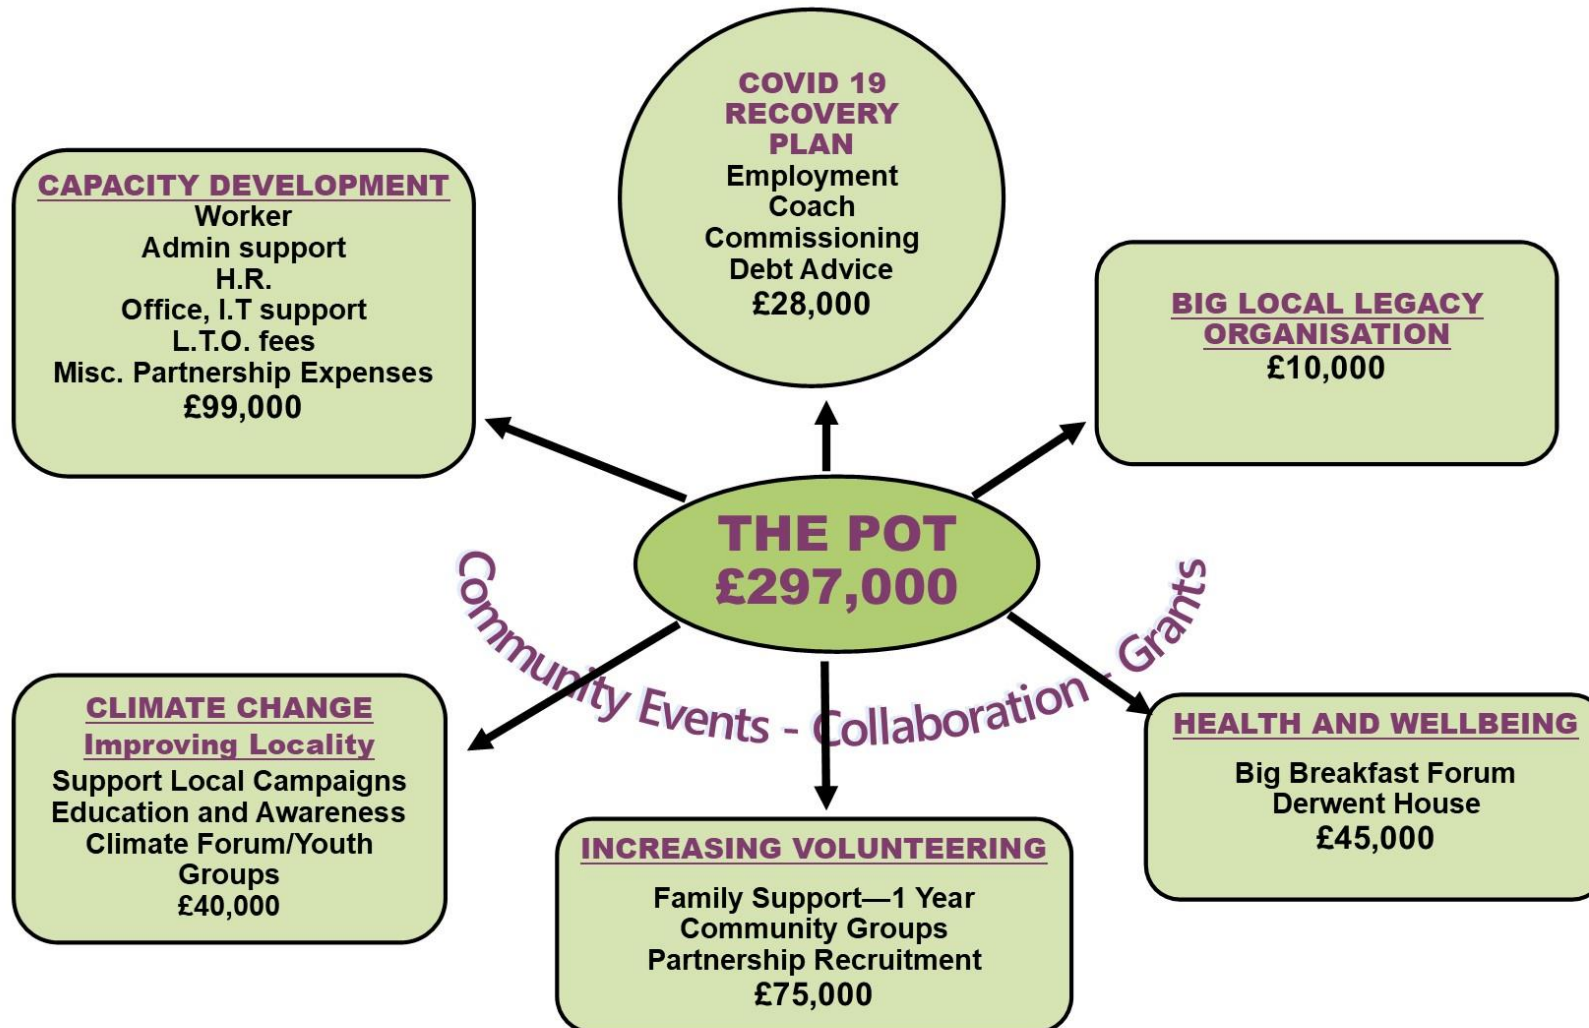 COVID 19
RECOVERY
PLAN
Employment
Coach
Commissioning
Debt Advice
£28,000
CAPACITY DEVELOPMENT
Worker
Admin support
H.R.
Office, I.T support
L.T.O. fees
Misc. Partnership Expenses
£99,000
BIG LOCAL LEGACY
ORGANISATION
£10,000
THE POT
£297,000
Community Events - Collaboration - Grants
CLIMATE CHANGE
Improving Locality
Support Local Campaigns
Education and Awareness
Climate Forum/Youth
Groups
£40,000
INCREASING VOLUNTEERING
Family Support—1 Year
Community Groups
Partnership Recruitment
£75,000
HEALTH AND WELLBEING
Big Breakfast Forum
Derwent House
£45,000